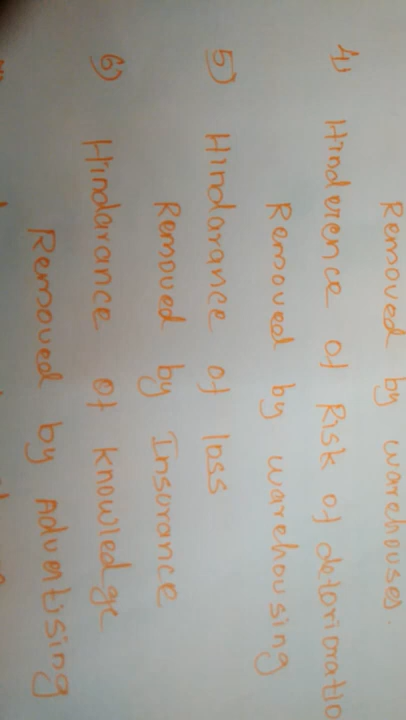 Removed by warehouses.
4) Hinderence of Risk of detorioratio
Removed by warehousing
5) Hindarance of loss
Removed by Insurance
6) Hindarance of knowledge
Removed by Advertising